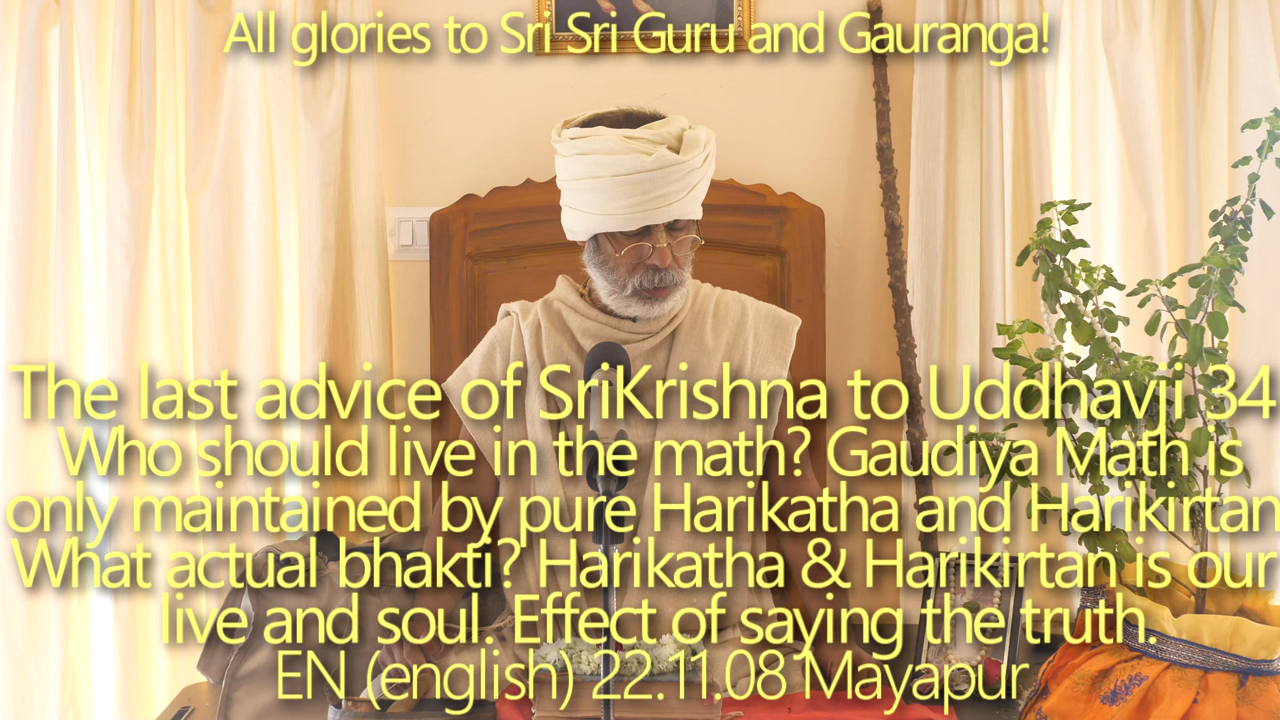 All glories to Sri Sri Guru and Gauranga!
The last advice of SriKrishna to Uddhavji 34
Who should live in the math? Gaudiya Math is
only maintained by pure Harikatha and Harikirtan
What actual bhakti? Harikatha & Harikirtan is our
live and soul. Effect of saying the truth.
EN (english) 22.11.08 Mayapur